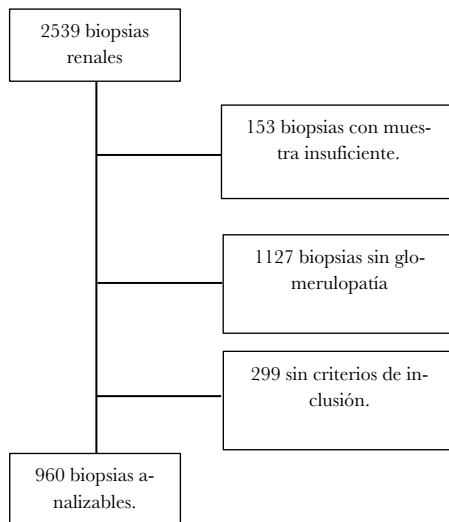 2539 biopsias
renales
153 biopsias con mues-
tra insuficiente.
1127 biopsias sin glo-
merulopatía
299 sin criterios de in-
clusión.
960 biopsias a-
nalizables.